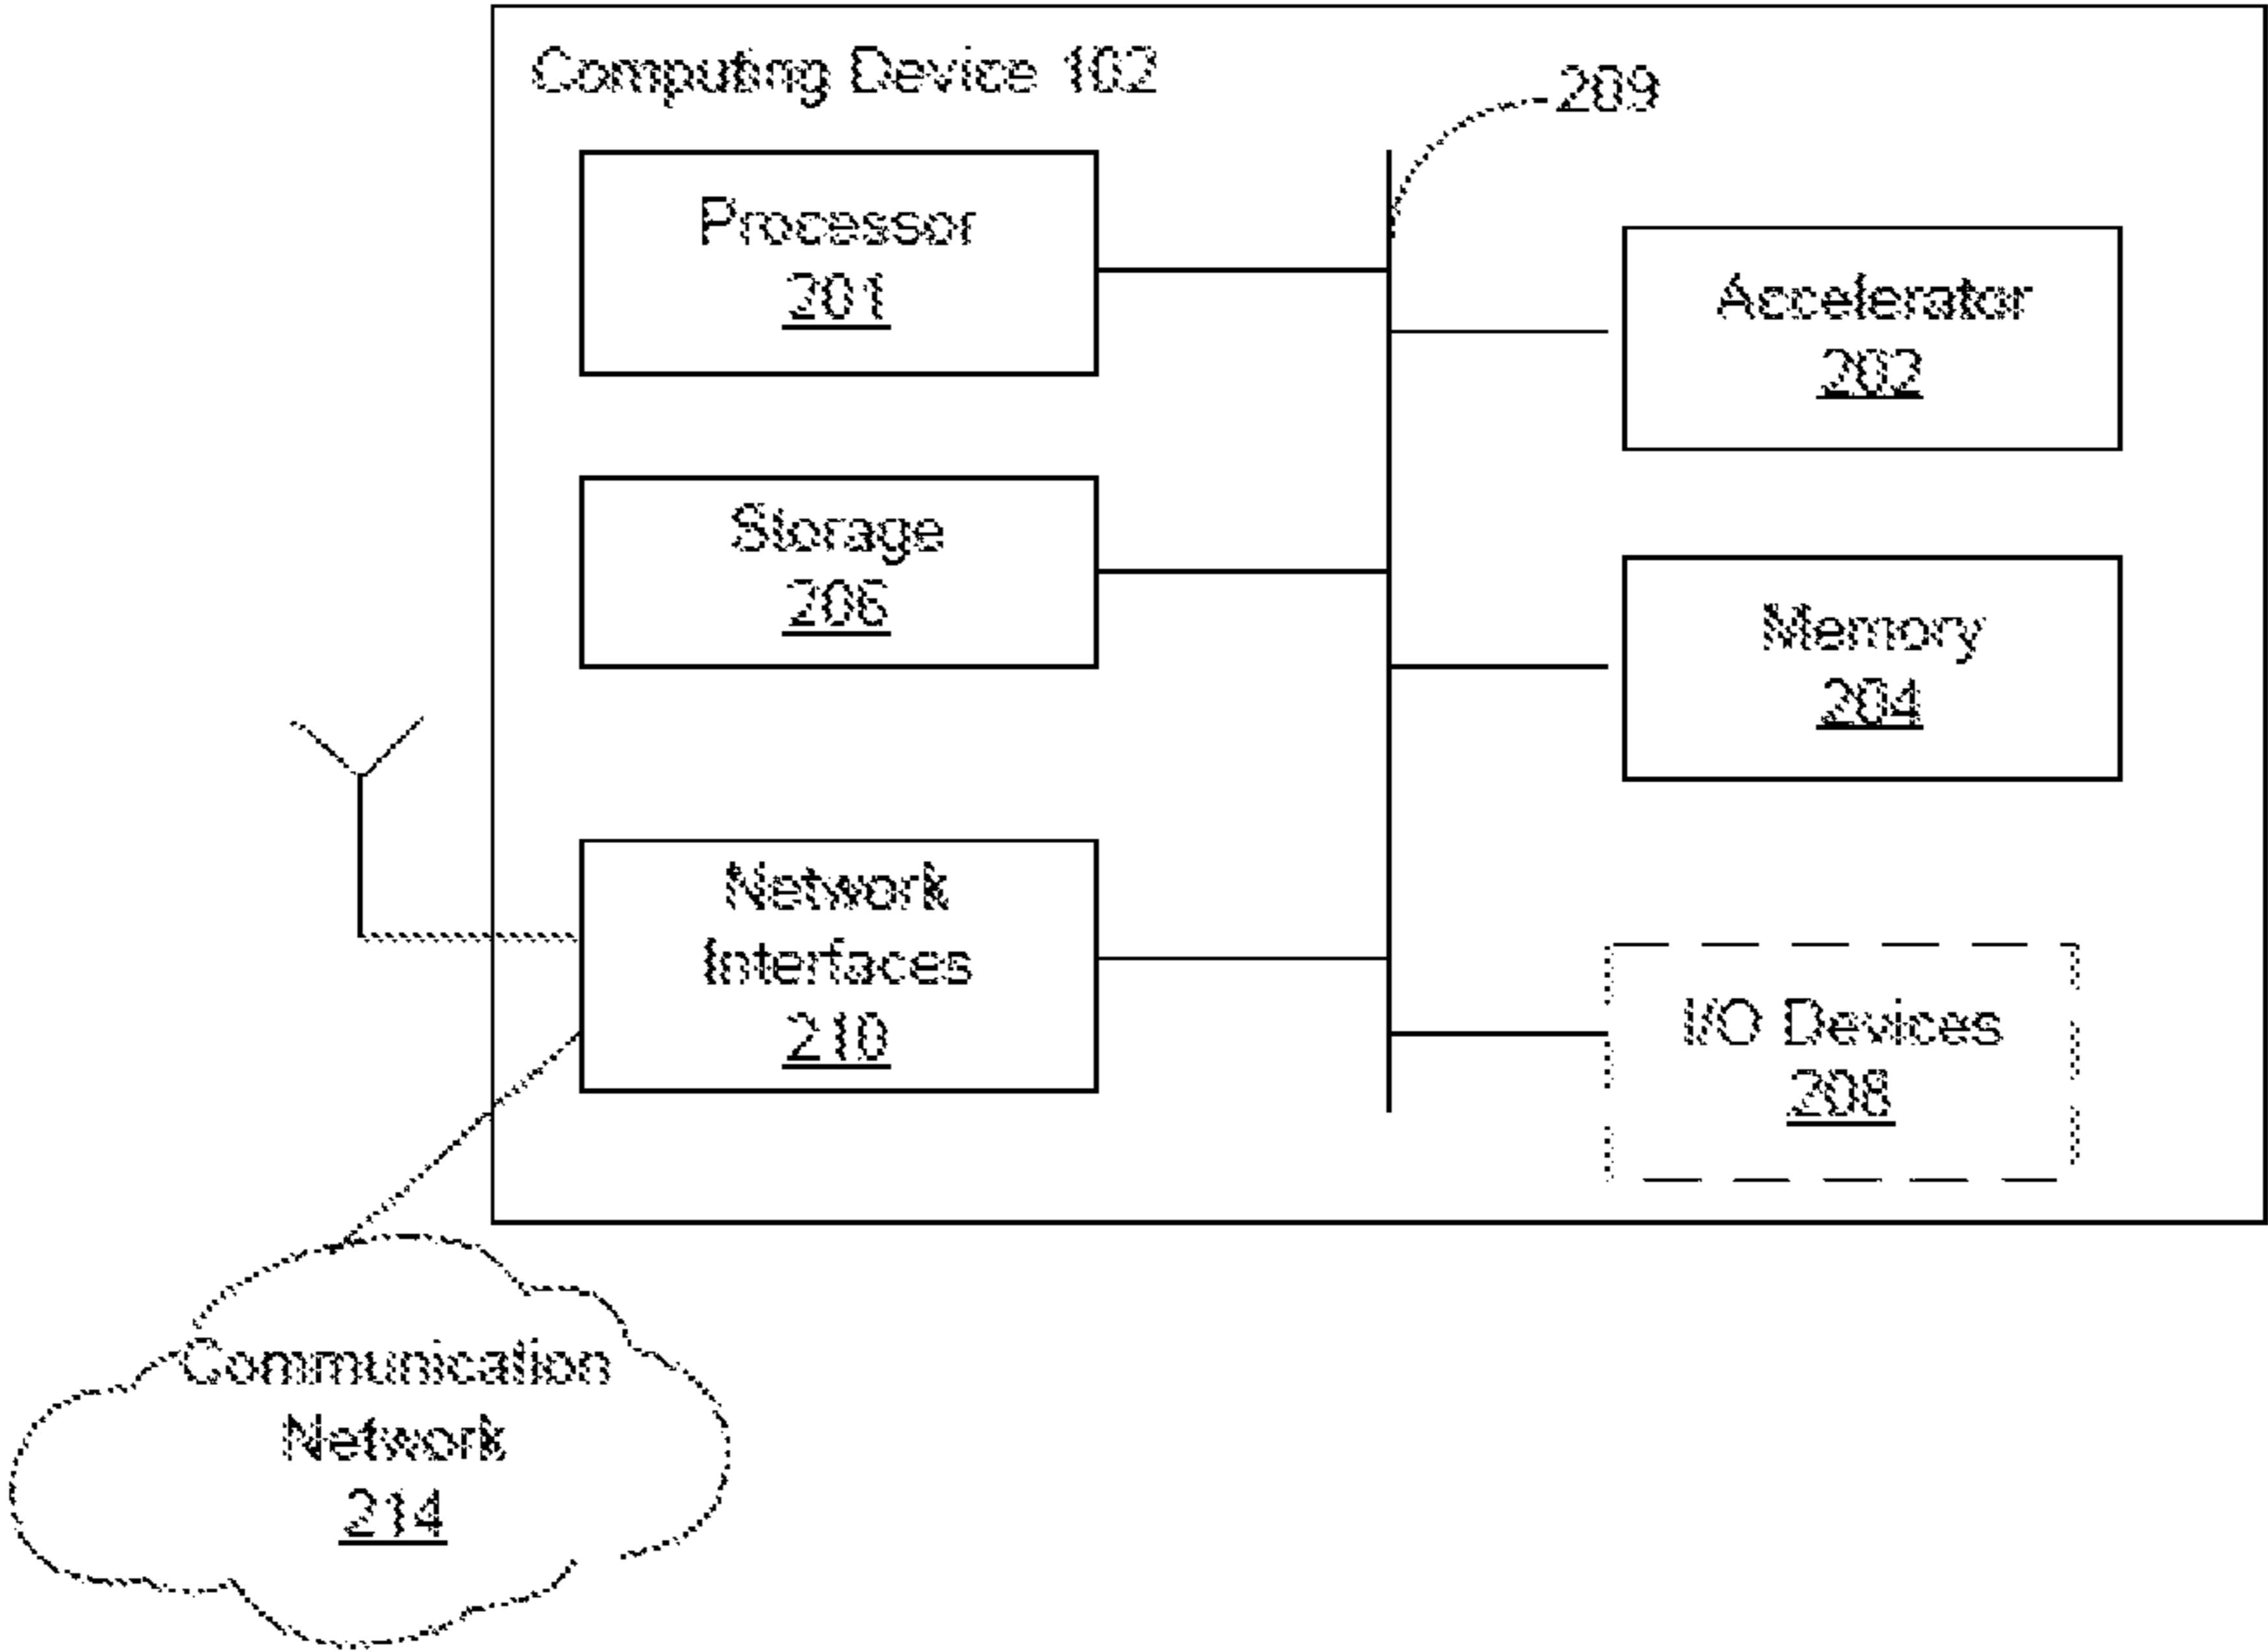 Computing Device 102
209
Processor
201
Accelerator
202
Storage
206
Memory
204
Network
Interfaces
210
I/O Devices
208
Communication
Network
214